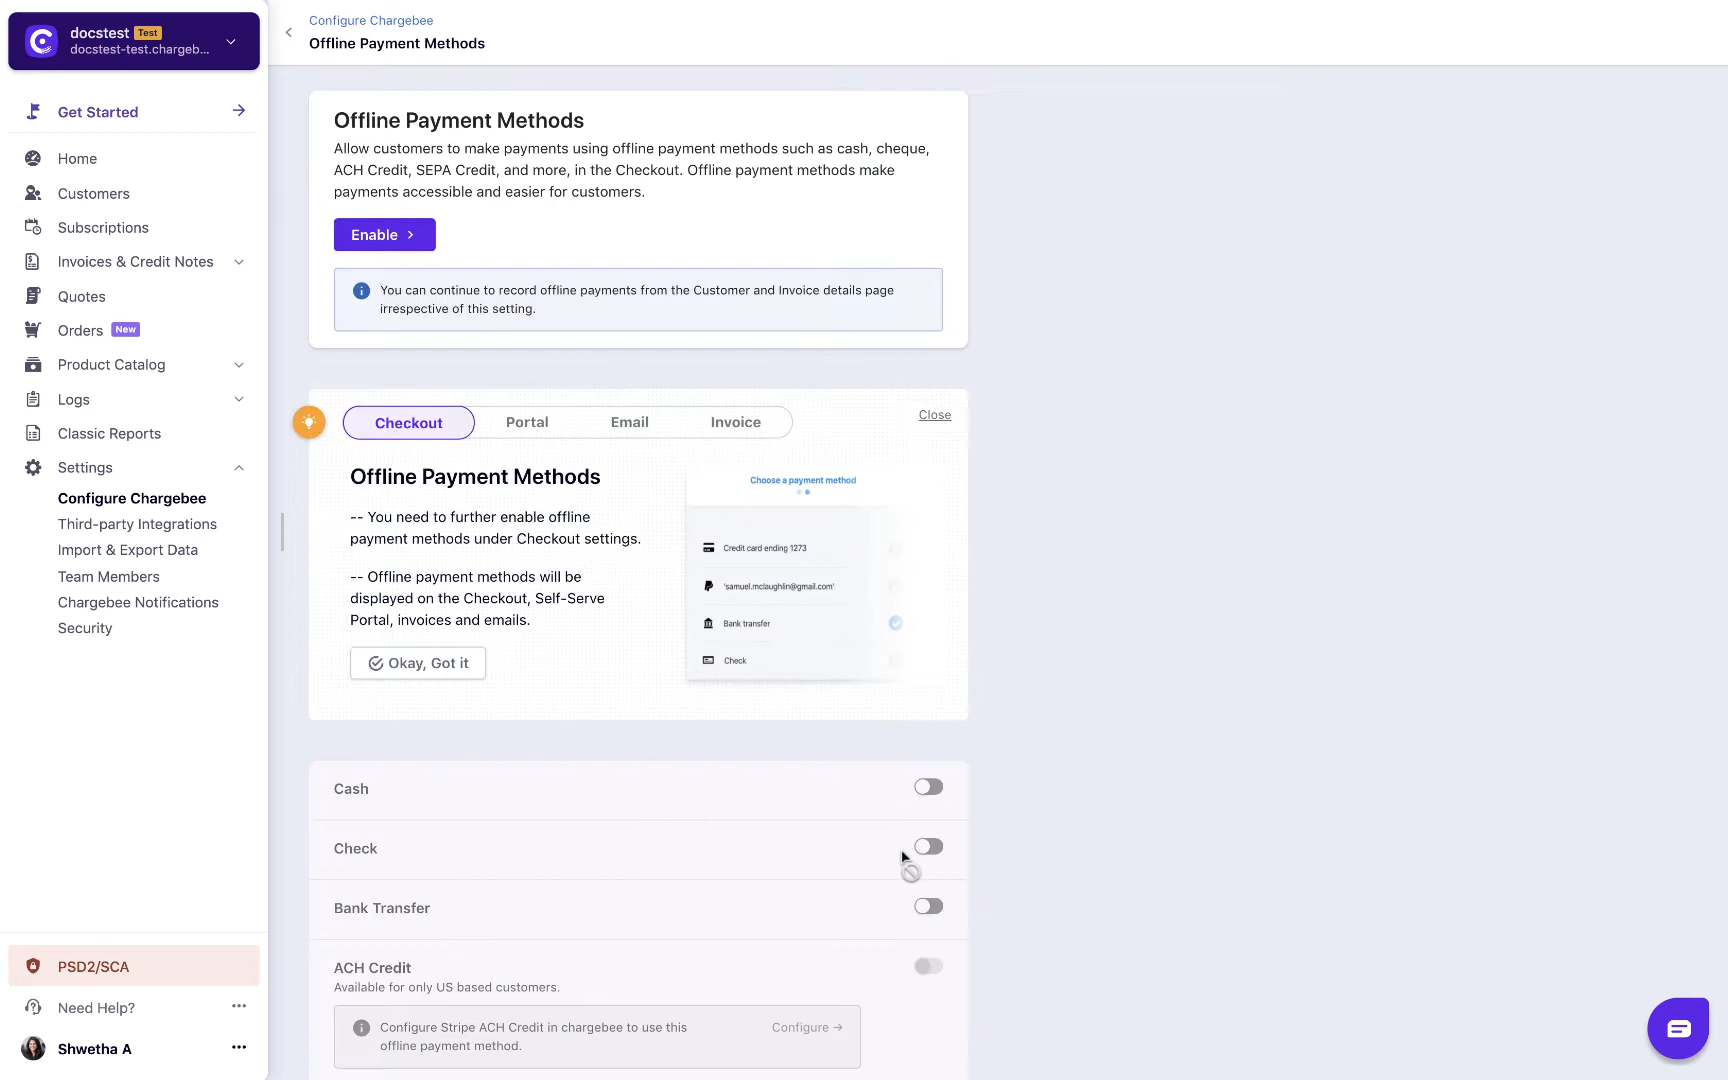 docstest Test
docstest-test.chargeb...
Get Started
Home
Customers
Subscriptions
Invoices & Credit Notes
Quotes
Orders New
Product Catalog
Logs
Classic Reports
Settings
Configure Chargebee
Third-party Integrations
Import & Export Data
Team Members
Chargebee Notifications
Security
PSD2/SCA
Need Help?
Shwetha A
Configure Chargebee
Offline Payment Methods
Offline Payment Methods
Allow customers to make payments using offline payment methods such as cash, cheque,
ACH Credit, SEPA Credit, and more, in the Checkout. Offline payment methods make
payments accessible and easier for customers.
Enable
You can continue to record offline payments from the Customer and Invoice details page
irrespective of this setting.
Checkout Portal Email Invoice
Close
Offline Payment Methods
-- You need to further enable offline
payment methods under Checkout settings.
-- Offline payment methods will be
displayed on the Checkout, Self-Serve
Portal, invoices and emails.
Okay, Got it
Choose a payment method
Credit card ending 1273
'samuel.mclaughlin@gmail.com'
Bank transfer
Check
Cash
Check
Bank Transfer
ACH Credit
Available for only US based customers.
Configure Stripe ACH Credit in chargebee to use this
offline payment method.
Configure →